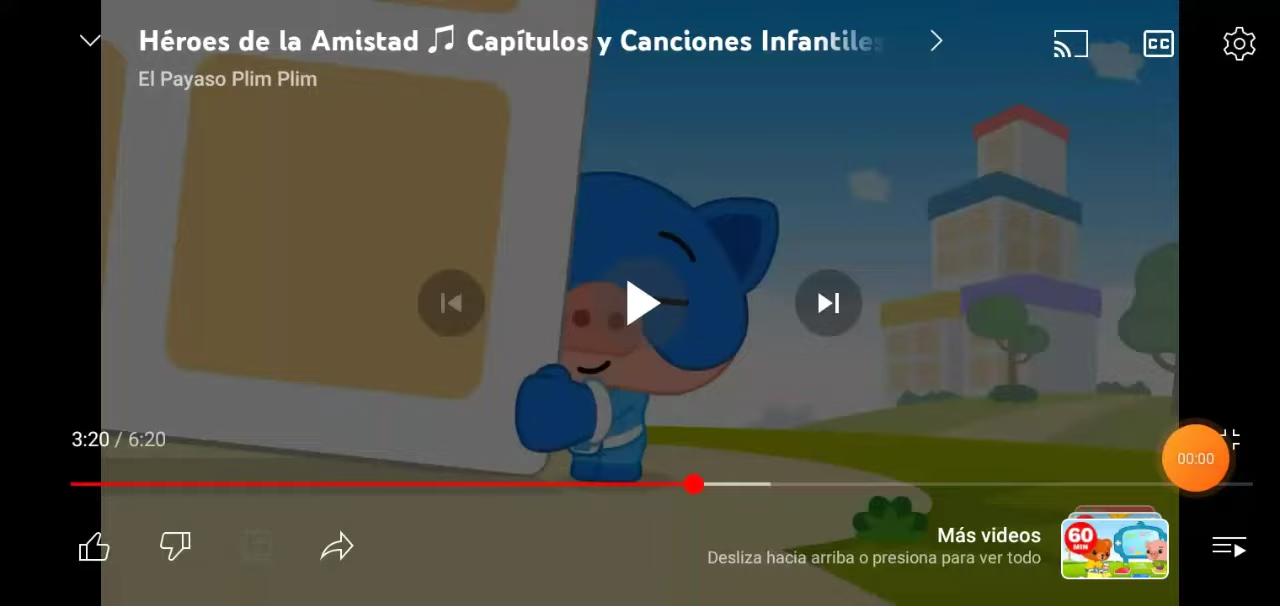 Héroes de la Amistad 🎵 Capítulos y Canciones Infantiles
El Payaso Plim Plim
CC
3:20 / 6:20
00:00
Más videos
Desliza hacia arriba o presiona para ver todo
60
MIN